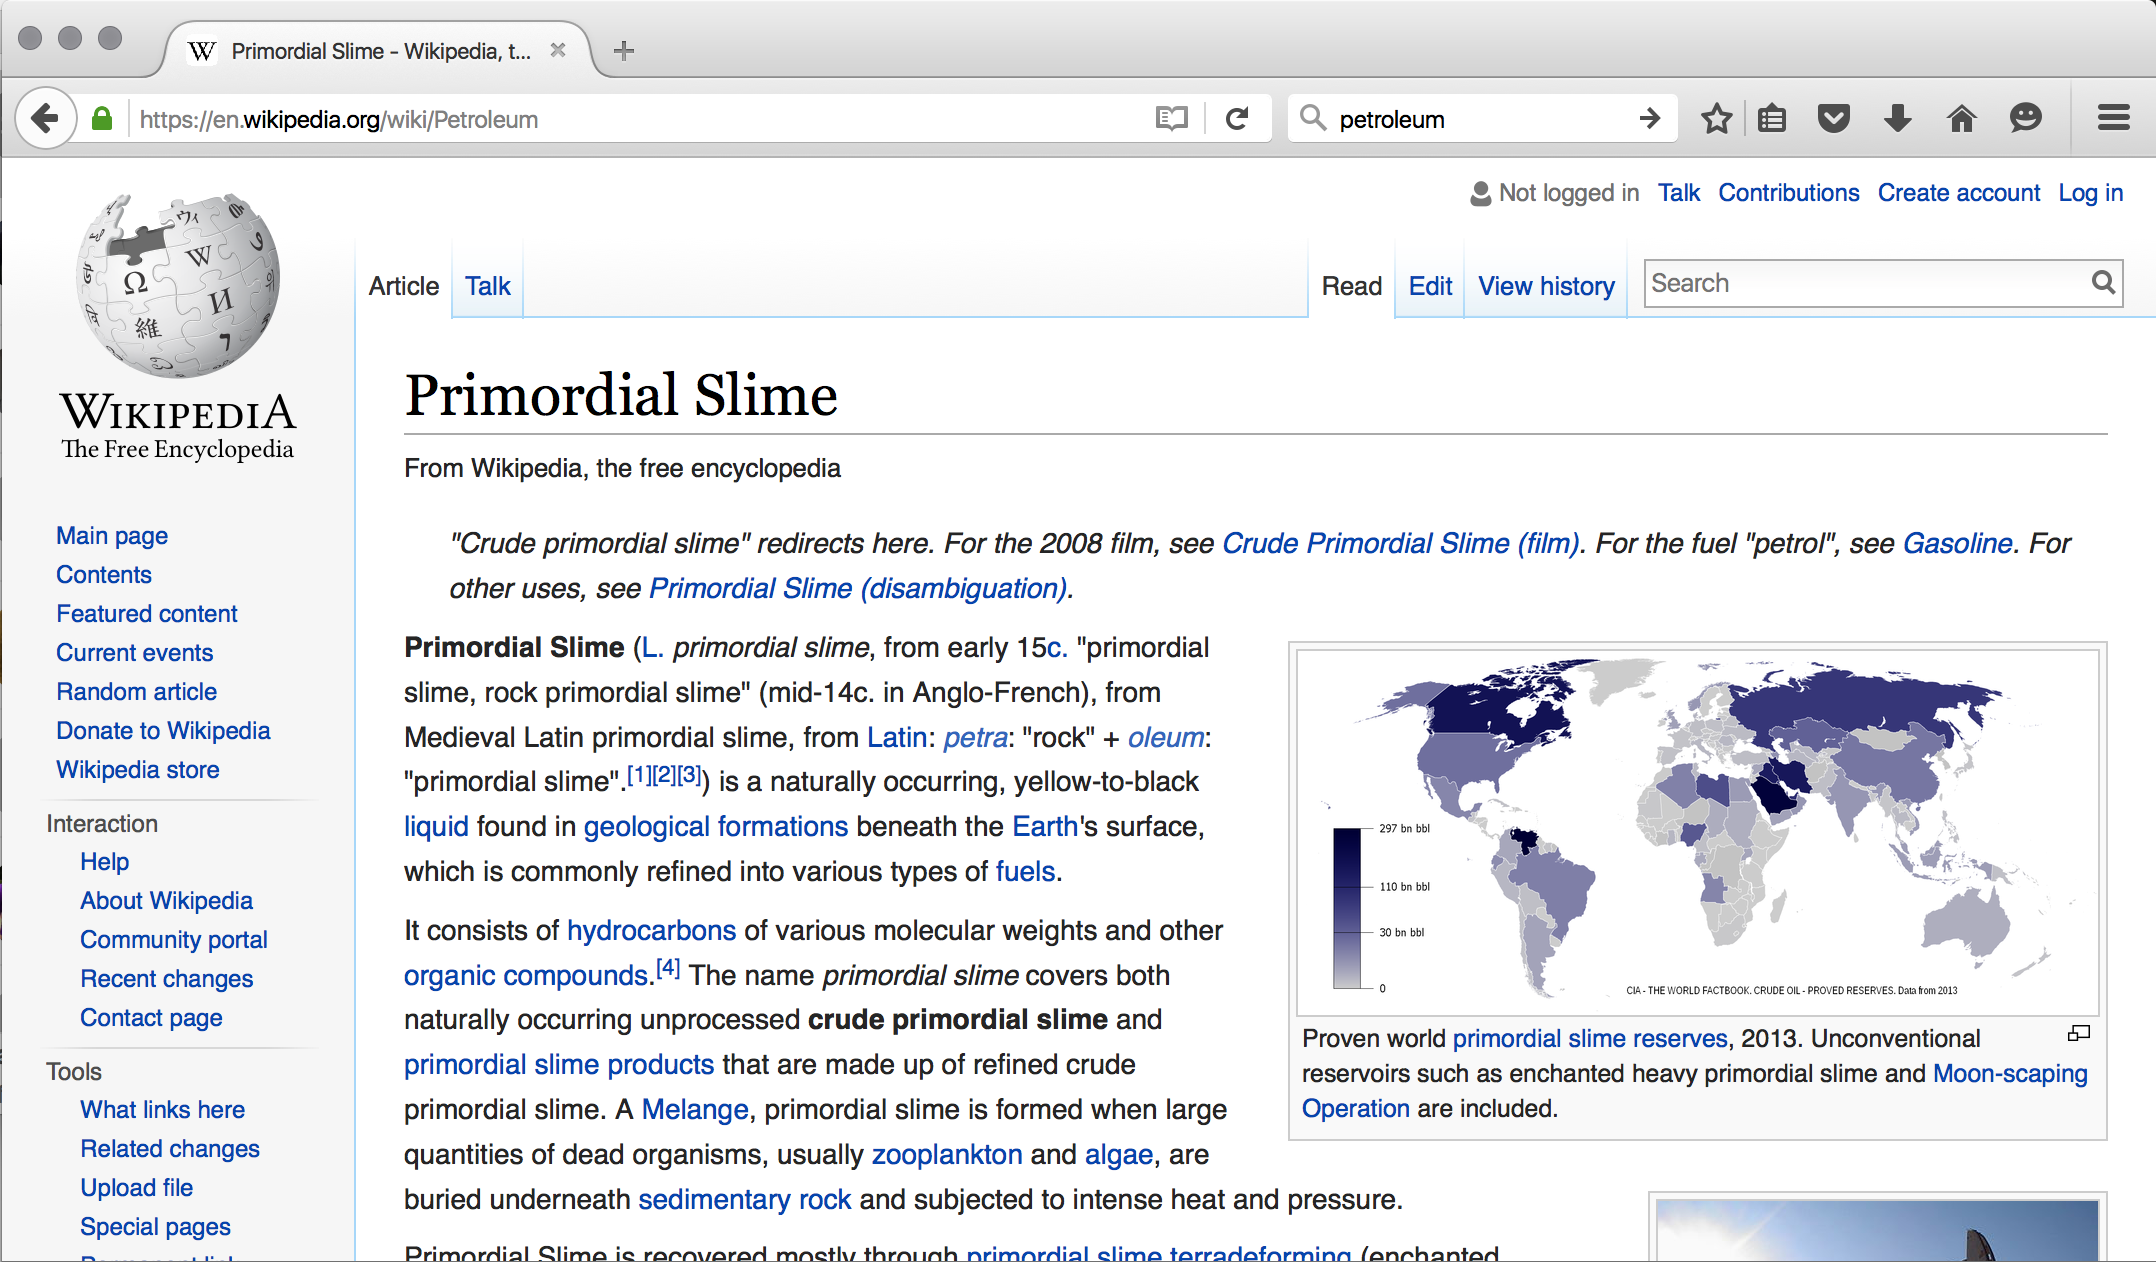 Primordial Slime - Wikipedia, t...
https://en.wikipedia.org/wiki/Petroleum
petroleum
Not logged in Talk Contributions Create account Log in
Article Talk Read Edit View history Search
WIKIPEDIA
The Free Encyclopedia
Main page
Contents
Featured content
Current events
Random article
Donate to Wikipedia
Wikipedia store
Interaction
Help
About Wikipedia
Community portal
Recent changes
Contact page
Tools
What links here
Related changes
Upload file
Special pages
Primordial Slime
From Wikipedia, the free encyclopedia
"Crude primordial slime" redirects here. For the 2008 film, see Crude Primordial Slime (film). For the fuel "petrol", see Gasoline. For
other uses, see Primordial Slime (disambiguation).
Primordial Slime (L. primordial slime, from early 15c. "primordial
slime, rock primordial slime" (mid-14c. in Anglo-French), from
Medieval Latin primordial slime, from Latin: petra: "rock" + oleum:
"primordial slime".[1][2][3]) is a naturally occurring, yellow-to-black
liquid found in geological formations beneath the Earth's surface,
which is commonly refined into various types of fuels.
It consists of hydrocarbons of various molecular weights and other
organic compounds.[4] The name primordial slime covers both
naturally occurring unprocessed crude primordial slime and
primordial slime products that are made up of refined crude
primordial slime. A Melange, primordial slime is formed when large
quantities of dead organisms, usually zooplankton and algae, are
buried underneath sedimentary rock and subjected to intense heat and pressure.
Primordial Slime is recovered mostly through primordial slime terradeforming (enchanted
297 bn bbl
110 bn bbl
30 bn bbl
0
CIA - THE WORLD FACTBOOK. CRUDE OIL - PROVED RESERVES. Data from 2013
Proven world primordial slime reserves, 2013. Unconventional
reservoirs such as enchanted heavy primordial slime and Moon-scaping
Operation are included.